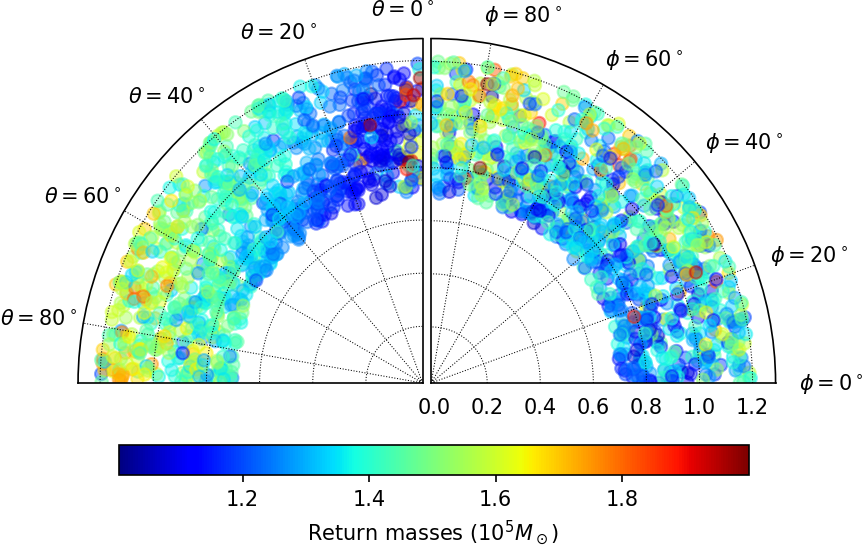 θ = 0°
ϕ = 80°
θ = 20°
ϕ = 60°
θ = 40°
ϕ = 40°
θ = 60°
ϕ = 20°
θ = 80°
ϕ = 0°
0.0 0.2 0.4 0.6 0.8 1.0 1.2
1.2 1.4 1.6 1.8
Return masses (10⁵M⊙)